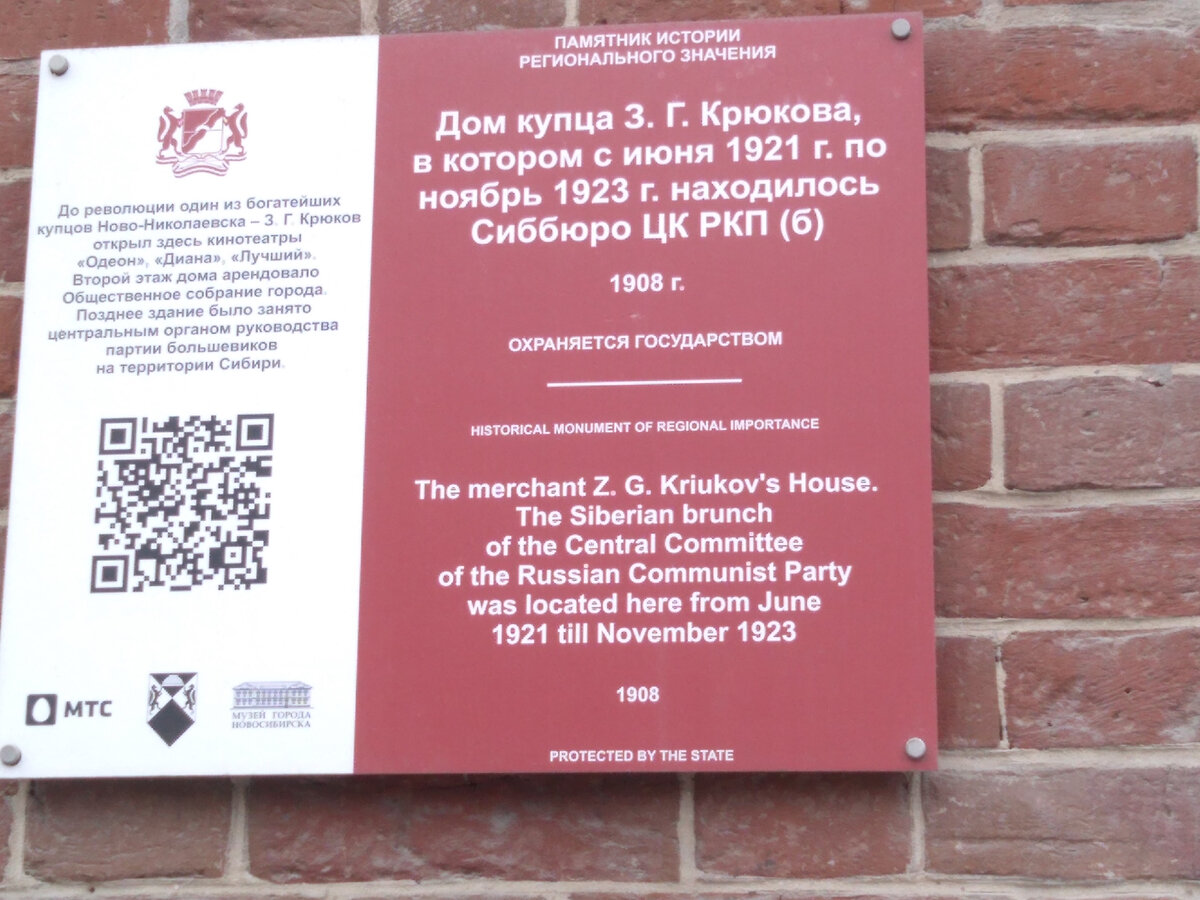 До революции один из богатейших
купцов Ново-Николаевска – З. Г. Крюков
открыл здесь кинотеатры
«Одеон», «Диана», «Лучший».
Второй этаж дома арендовало
Общественное собрание города.
Позднее здание было занято
центральным органом руководства
партии большевиков
на территории Сибири.
МТС
МУЗЕЙ ГОРОДА
НОВОСИБИРСКА
ПАМЯТНИК ИСТОРИИ
РЕГИОНАЛЬНОГО ЗНАЧЕНИЯ
Дом купца З. Г. Крюкова,
в котором с июня 1921 г. по
ноябрь 1923 г. находилось
Сиббюро ЦК РКП (б)
1908 г.
ОХРАНЯЕТСЯ ГОСУДАРСТВОМ
HISTORICAL MONUMENT OF REGIONAL IMPORTANCE
The merchant Z. G. Kriukov's House.
The Siberian brunch
of the Central Committee
of the Russian Communist Party
was located here from June
1921 till November 1923
1908
PROTECTED BY THE STATE